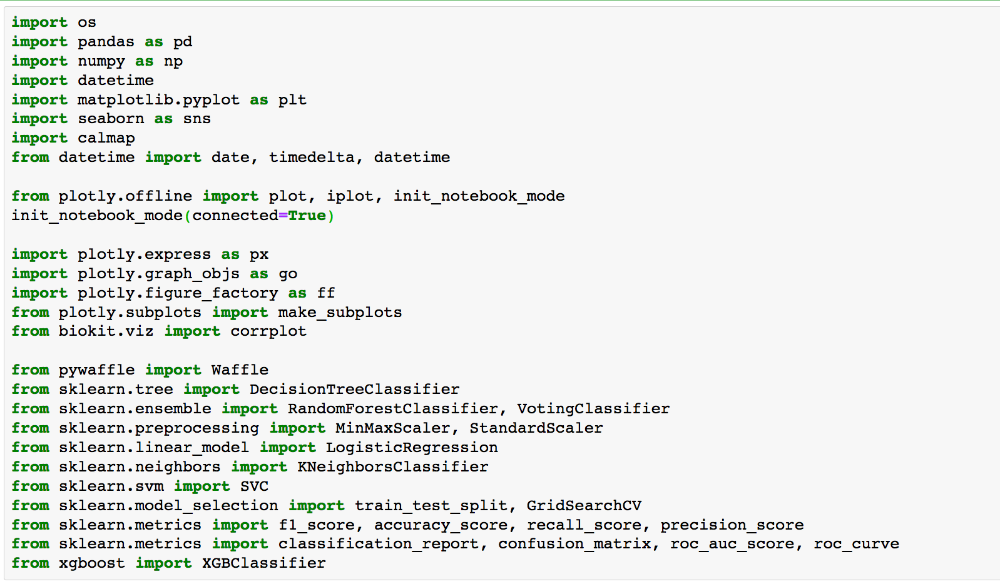 import os
import pandas as pd
import numpy as np
import datetime
import matplotlib.pyplot as plt
import seaborn as sns
import calmap
from datetime import date, timedelta, datetime
from plotly.offline import plot, iplot, init_notebook_mode
init_notebook_mode(connected=True)
import plotly.express as px
import plotly.graph_objs as go
import plotly.figure_factory as ff
from plotly.subplots import make_subplots
from biokit.viz import corrplot
from pywaffle import Waffle
from sklearn.tree import DecisionTreeClassifier
from sklearn.ensemble import RandomForestClassifier, VotingClassifier
from sklearn.preprocessing import MinMaxScaler, StandardScaler
from sklearn.linear_model import LogisticRegression
from sklearn.neighbors import KNeighborsClassifier
from sklearn.svm import SVC
from sklearn.model_selection import train_test_split, GridSearchCV
from sklearn.metrics import f1_score, accuracy_score, recall_score, precision_score
from sklearn.metrics import classification_report, confusion_matrix, roc_auc_score, roc_curve
from xgboost import XGBClassifier